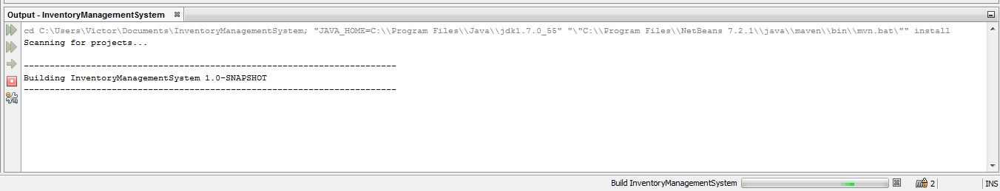 Output - InventoryManagementSystem
cd C:\Users\Victor\Documents\InventoryManagementSystem; "JAVA_HOME=C:\\Program Files\\Java\\jdk1.7.0_55" "\"C:\\Program Files\\NetBeans 7.2.1\\java\\maven\\bin\\mvn.bat\"" install
Scanning for projects...
------------------------------------------------------------------------
Building InventoryManagementSystem 1.0-SNAPSHOT
------------------------------------------------------------------------
Build InventoryManagementSystem
2
INS